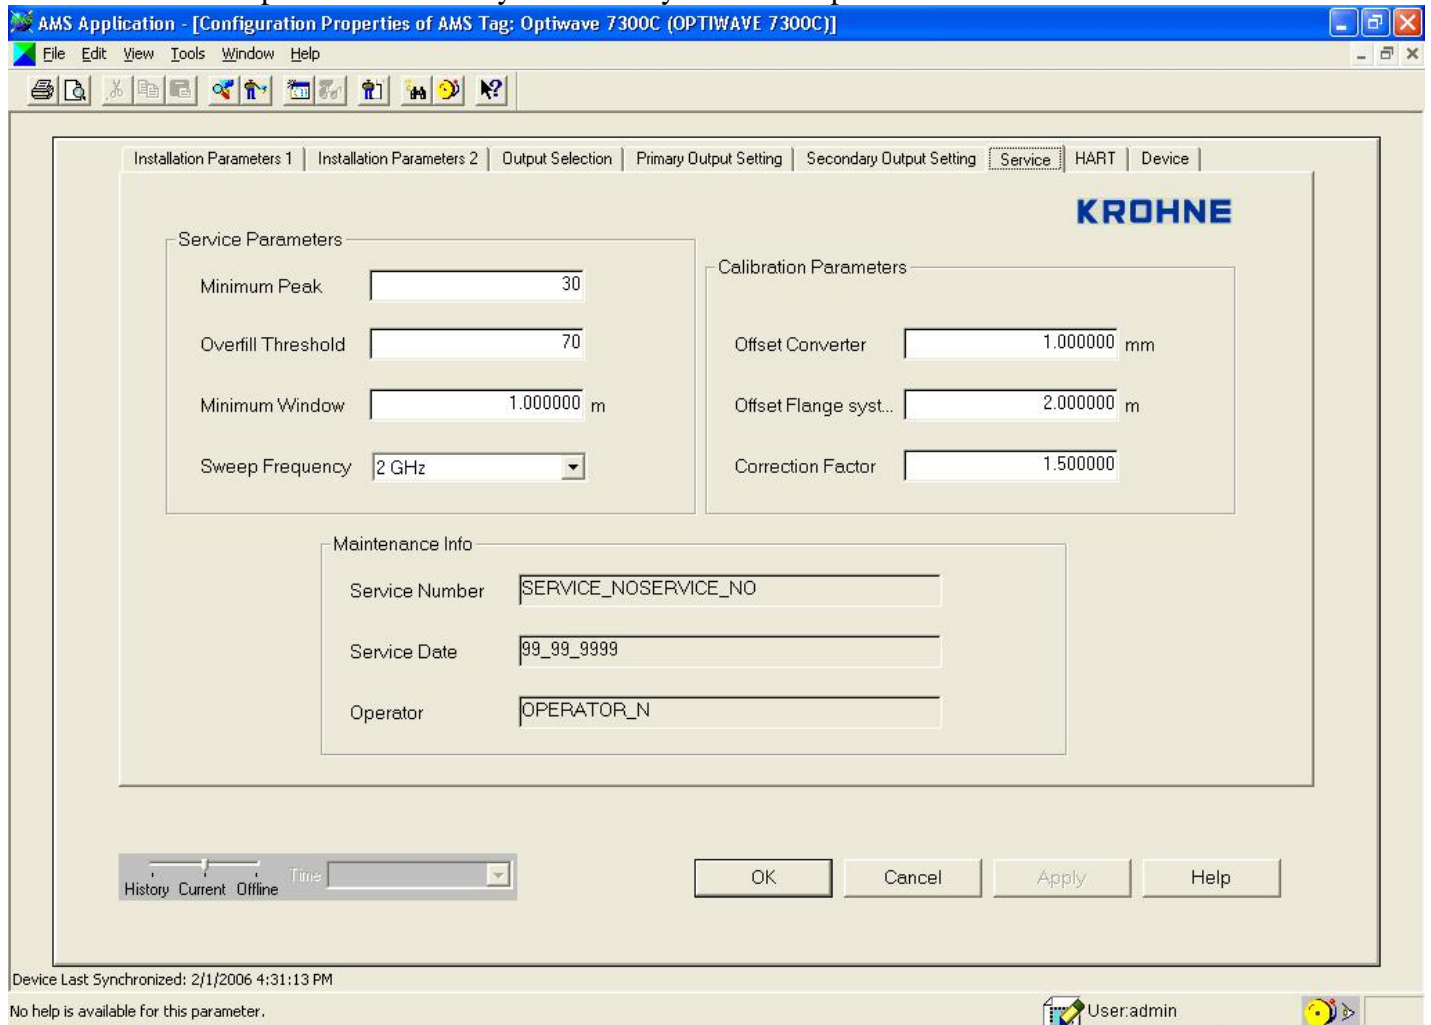 AMS Application - [Configuration Properties of AMS Tag: Optiwave 7300C (OPTIWAVE 7300C)]
File Edit View Tools Window Help
Installation Parameters 1 Installation Parameters 2 Output Selection Primary Output Setting Secondary Output Setting Service HART Device
KROHNE
Service Parameters
Minimum Peak 30
Overfill Threshold 70
Minimum Window 1.000000 m
Sweep Frequency 2 GHz
Calibration Parameters
Offset Converter 1.000000 mm
Offset Flange syst... 2.000000 m
Correction Factor 1.500000
Maintenance Info
Service Number SERVICE_NOSERVICE_NO
Service Date 99_99_9999
Operator OPERATOR_N
History Current Offline Time
OK Cancel Apply Help
Device Last Synchronized: 2/1/2006 4:31:13 PM
No help is available for this parameter. User:admin